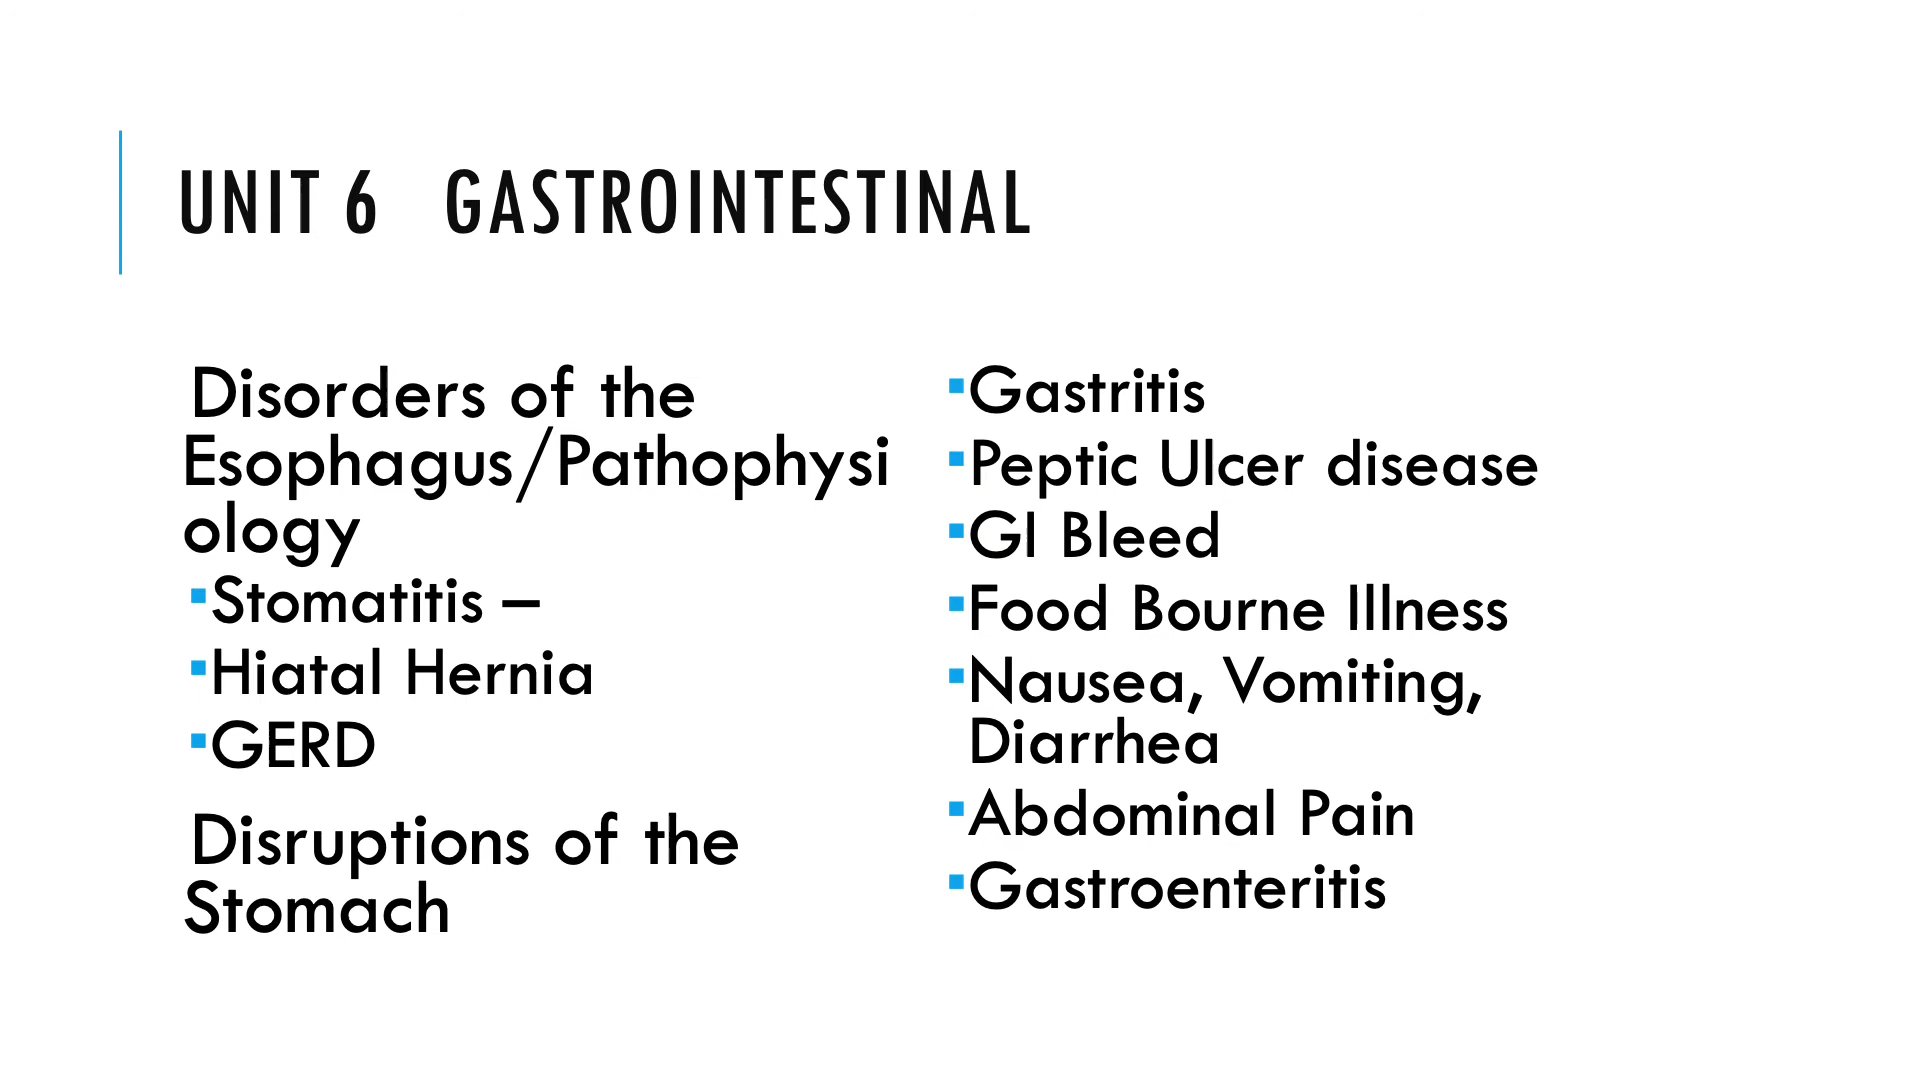 UNIT 6 GASTROINTESTINAL
Disorders of the
Esophagus/Pathophysi
ology
▪Stomatitis –
▪Hiatal Hernia
▪GERD
Disruptions of the
Stomach
▪Gastritis
▪Peptic Ulcer disease
▪GI Bleed
▪Food Bourne Illness
▪Nausea, Vomiting,
Diarrhea
▪Abdominal Pain
▪Gastroenteritis